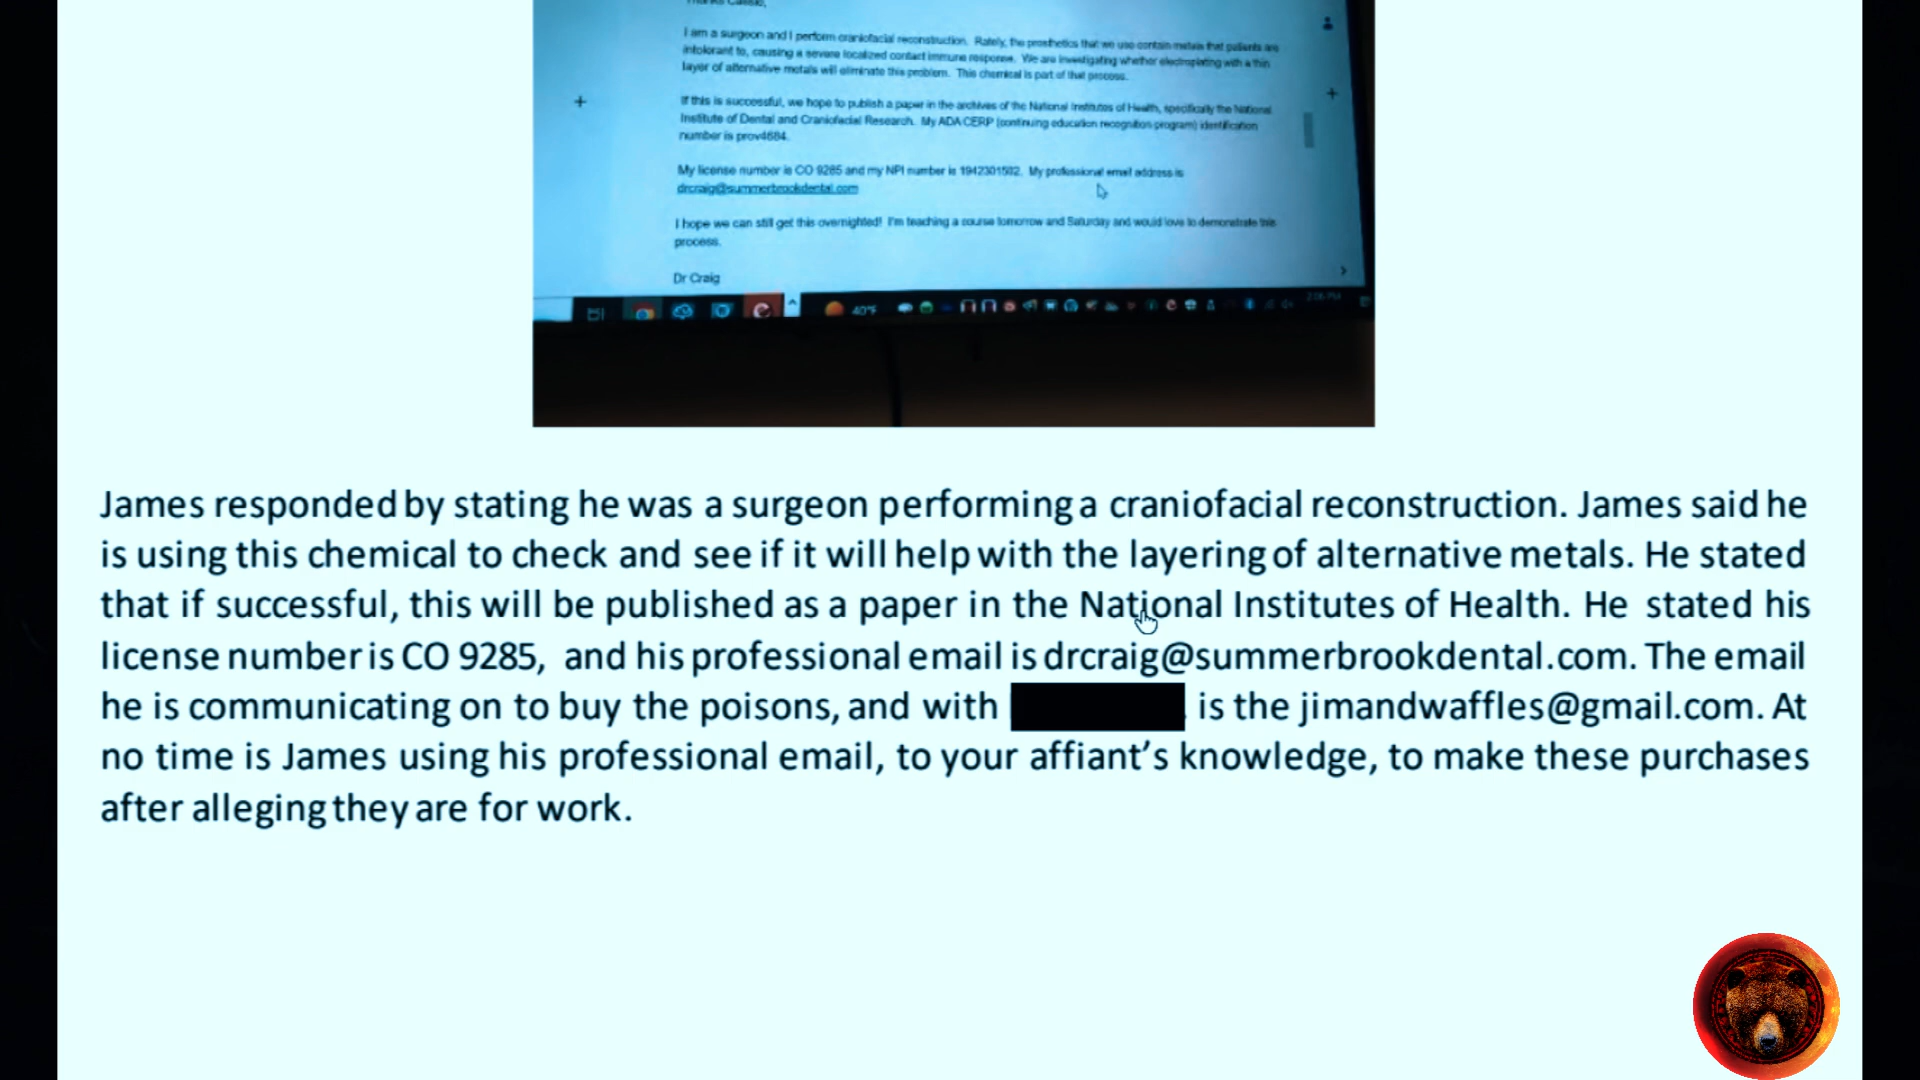 Thanks Cassie,
I am a surgeon and I perform craniofacial reconstruction. Rately, the prosthetics that we use contain metals that patients are
intolorant to, causing a severe localized contact immune response. We are investigating whether electroplating with a thin
layer of alternative metals will eliminate this problem. This chemical is part of that process.
If this is successful, we hope to publish a paper in the archives of the National Institutes of Health, specifically the National
Institute of Dental and Craniofacial Research. My ADA CERP (continuing education recognition program) identification
number is prov4684.
My license number is CO 9285 and my NPI number is 1942301502. My professional email address is
drcraig@summerbrookdental.com
I hope we can still get this overnighted! I'm teaching a course tomorrow and Saturday and would love to demonstrate this
process.
Dr Craig
40°F
2:06 PM
James responded by stating he was a surgeon performing a craniofacial reconstruction. James said he
is using this chemical to check and see if it will help with the layering of alternative metals. He stated
that if successful, this will be published as a paper in the National Institutes of Health. He stated his
license number is CO 9285, and his professional email is drcraig@summerbrookdental.com. The email
he is communicating on to buy the poisons, and with is the jimandwaffles@gmail.com. At
no time is James using his professional email, to your affiant’s knowledge, to make these purchases
after alleging they are for work.